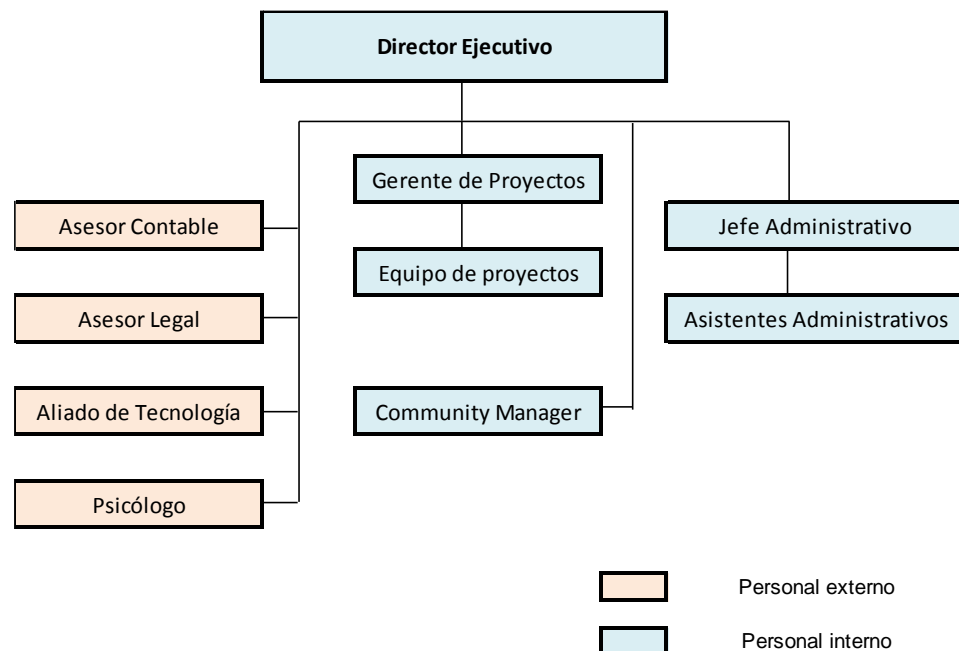 Director Ejecutivo
Gerente de Proyectos
Asesor Contable
Jefe Administrativo
Equipo de proyectos
Asesor Legal
Asistentes Administrativos
Aliado de Tecnología
Community Manager
Psicólogo
Personal externo
Personal interno